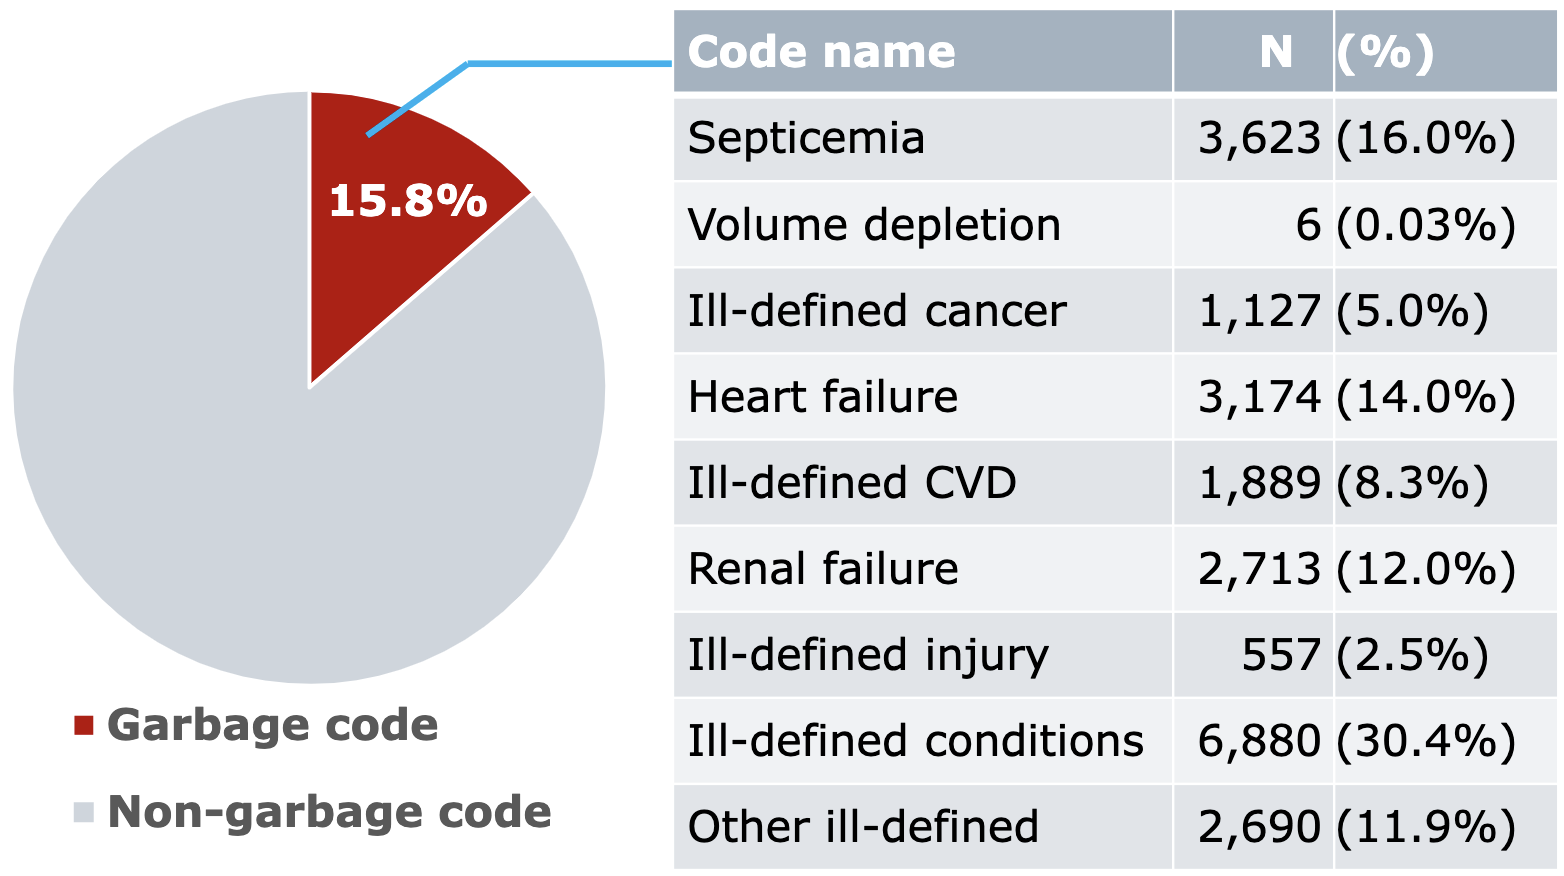 15.8%
Garbage code
Non-garbage code
Code name N (%)
Septicemia 3,623 (16.0%)
Volume depletion 6 (0.03%)
Ill-defined cancer 1,127 (5.0%)
Heart failure 3,174 (14.0%)
Ill-defined CVD 1,889 (8.3%)
Renal failure 2,713 (12.0%)
Ill-defined injury 557 (2.5%)
Ill-defined conditions 6,880 (30.4%)
Other ill-defined 2,690 (11.9%)